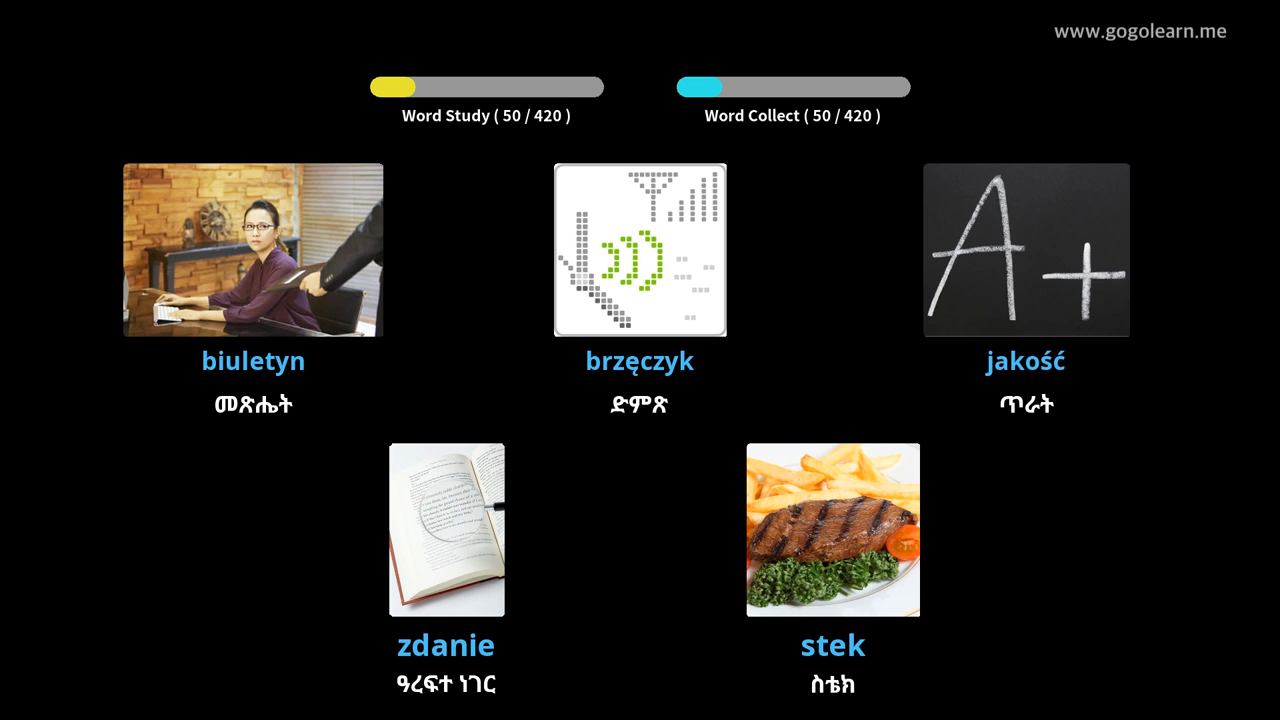 www.gogolearn.me
Word Study ( 50 / 420 )
Word Collect ( 50 / 420 )
biuletyn
brzęczyk
jakość
መጽሔት
ድምጽ
ጥራት
A+
zdanie
stek
ዓረፍተ ነገር
ስቴክ